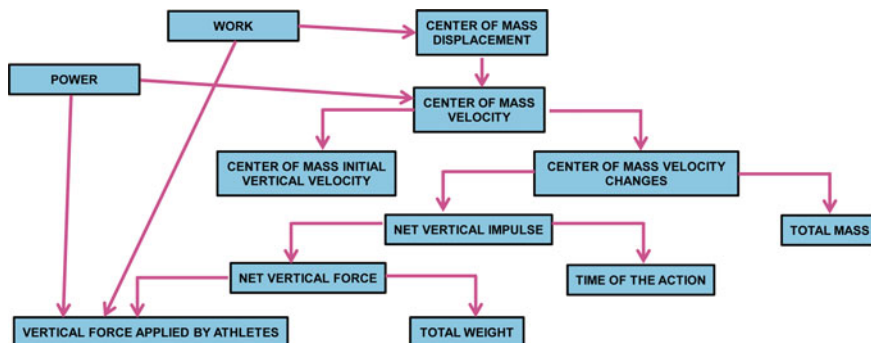 WORK
CENTER OF MASS
DISPLACEMENT
POWER
CENTER OF MASS
VELOCITY
CENTER OF MASS INITIAL
VERTICAL VELOCITY
CENTER OF MASS VELOCITY
CHANGES
NET VERTICAL IMPULSE
TOTAL MASS
NET VERTICAL FORCE
TIME OF THE ACTION
VERTICAL FORCE APPLIED BY ATHLETES
TOTAL WEIGHT